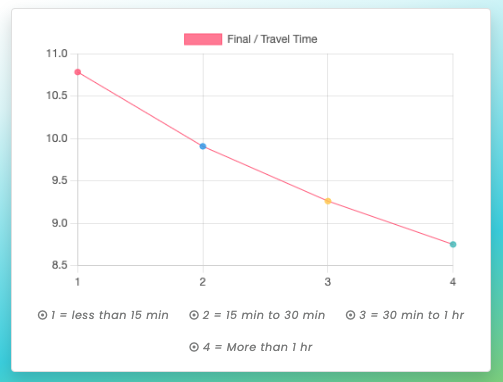 Final / Travel Time
11.0
10.5
10.0
9.5
9.0
8.5
1 2 3 4
1 = less than 15 min 2 = 15 min to 30 min 3 = 30 min to 1 hr
4 = More than 1 hr